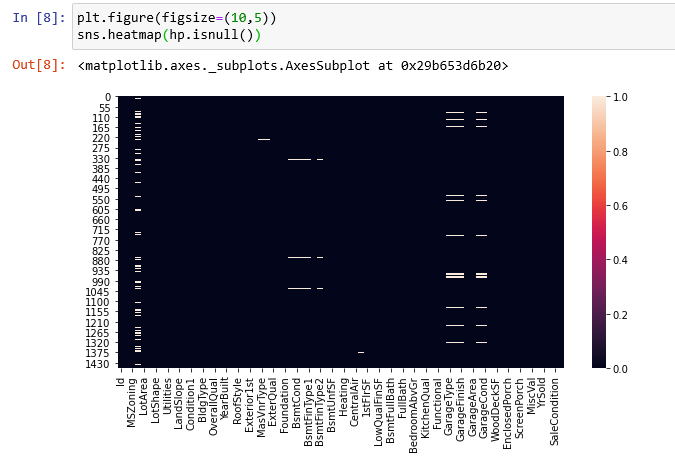 In [8]: plt.figure(figsize=(10,5))
sns.heatmap(hp.isnull())
Out[8]: <matplotlib.axes._subplots.AxesSubplot at 0x29b653d6b20>
0
55
110
165
220
275
330
385
440
495
550
605
660
715
770
825
880
935
990
1045
1100
1155
1210
1265
1320
1375
1430
1.0
0.8
0.6
0.4
0.2
0.0
Id
MSZoning
LotArea
LotShape
Utilities
LandSlope
Condition1
BldgType
OverallQual
YearBuilt
RoofStyle
Exterior1st
MasVnrType
ExterQual
Foundation
BsmtCond
BsmtFinType1
BsmtFinType2
BsmtUnfSF
Heating
CentralAir
1stFlrSF
LowQualFinSF
BsmtFullBath
FullBath
BedroomAbvGr
KitchenQual
Functional
GarageType
GarageFinish
GarageArea
GarageCond
WoodDeckSF
EnclosedPorch
ScreenPorch
MiscVal
YrSold
SaleCondition